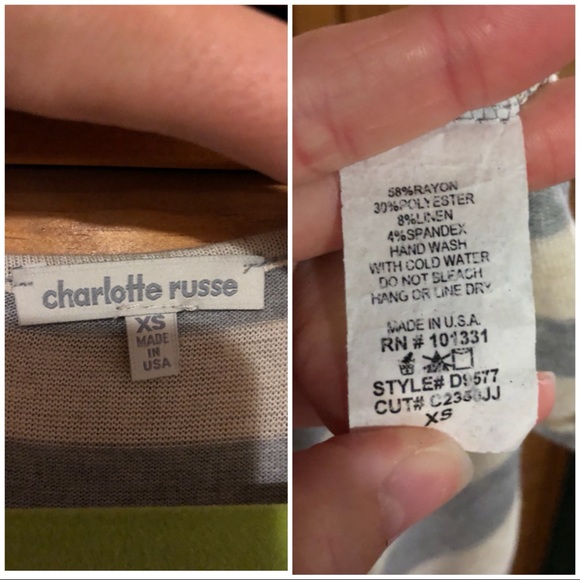 charlotte russe
XS
MADE
IN
USA
58%RAYON
30%POLYESTER
8%LINEN
4%SPANDEX
HAND WASH
WITH COLD WATER
DO NOT BLEACH
HANG OR LINE DRY
MADE IN U.S.A.
RN # 101331
STYLE# D9577
CUT#
XS